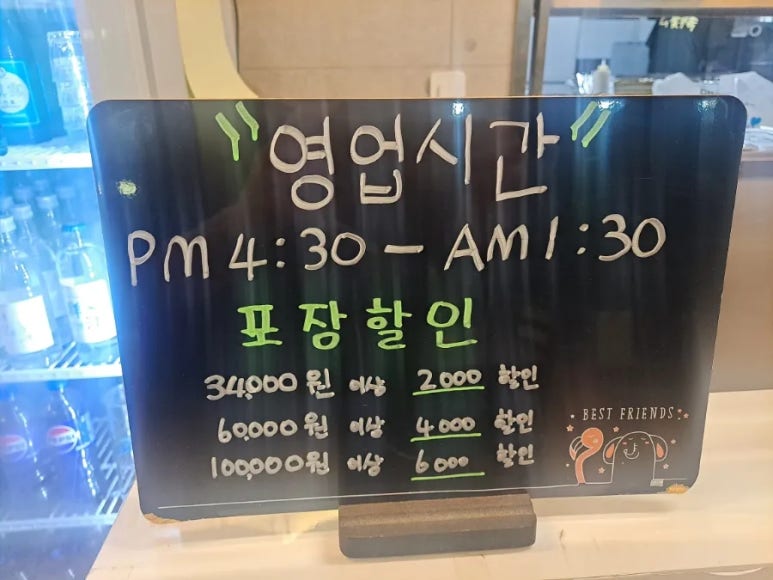 "영업시간"
PM 4:30 - AM 1:30
포장할인
34,000원 이상 2000 할인
60,000원 이상 4000 할인
100,000원 이상 6000 할인
BEST FRIENDS